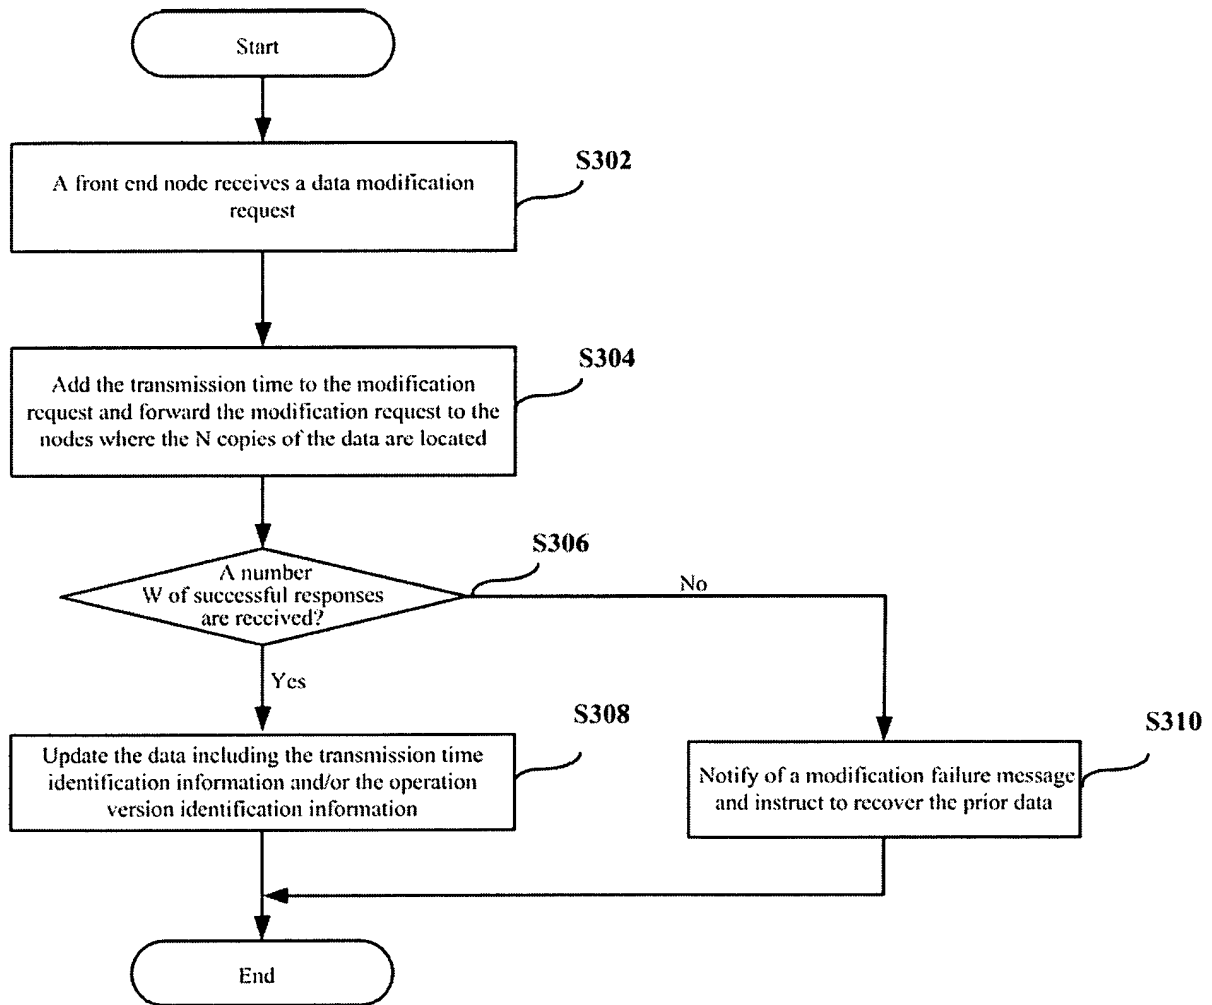 Start
S302
A front end node receives a data modification
request
S304
Add the transmission time to the modification
request and forward the modification request to the
nodes where the N copies of the data are located
S306
A number
W of successful responses
are received?
No
Yes
S308
Update the data including the transmission time
identification information and/or the operation
version identification information
S310
Notify of a modification failure message
and instruct to recover the prior data
End